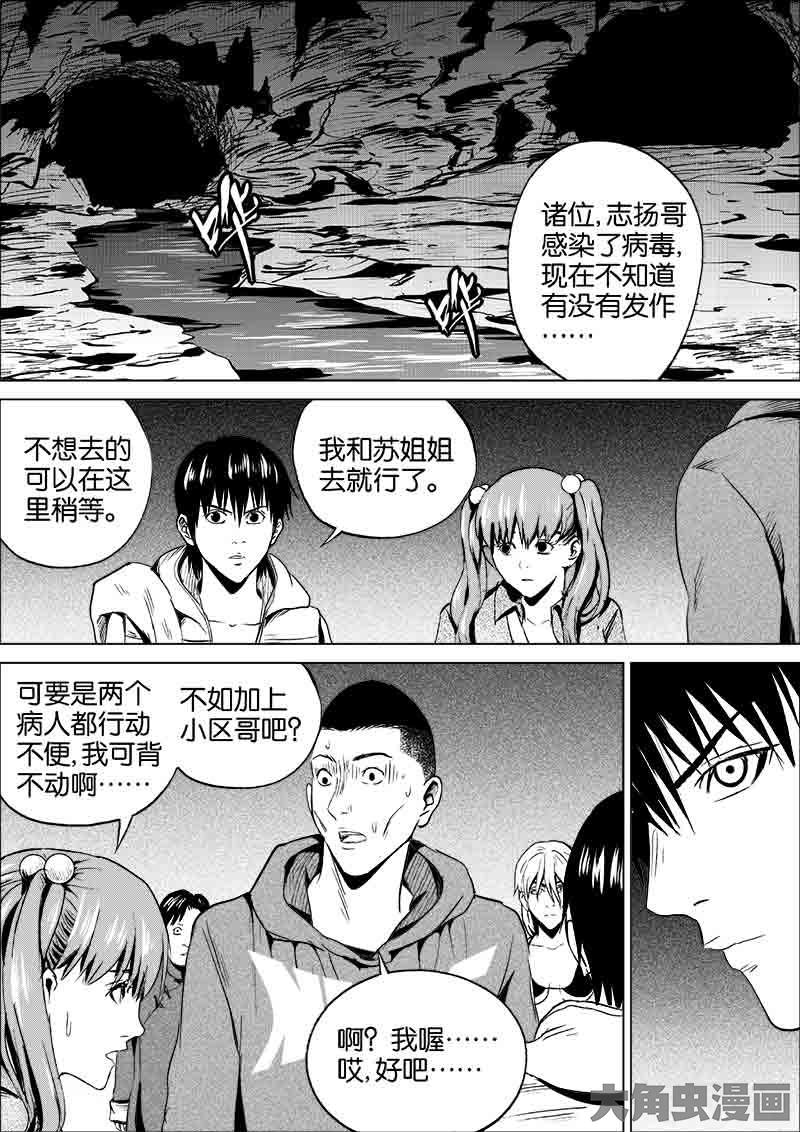 诸位,志扬哥
感染了病毒,
现在不知道
有没有发作
……
哗
哗
不想去的
可以在这
里稍等。
我和苏姐姐
去就行了。
可要是两个
病人都行动
不便,我可背
不动啊……
不如加上
小区哥吧?
啊?我喔……
哎,好吧……
大角虫漫画